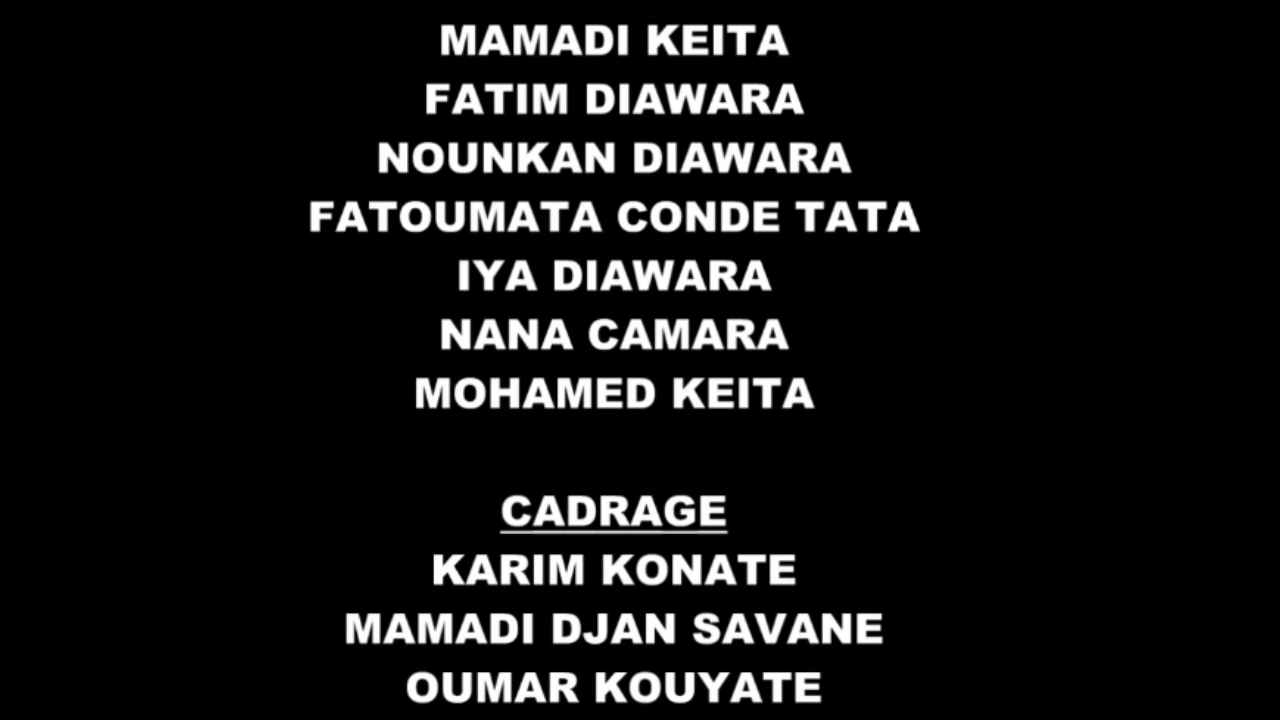 MAMADI KEITA
FATIM DIAWARA
NOUNKAN DIAWARA
FATOUMATA CONDE TATA
IYA DIAWARA
NANA CAMARA
MOHAMED KEITA
CADRAGE
KARIM KONATE
MAMADI DJAN SAVANE
OUMAR KOUYATE